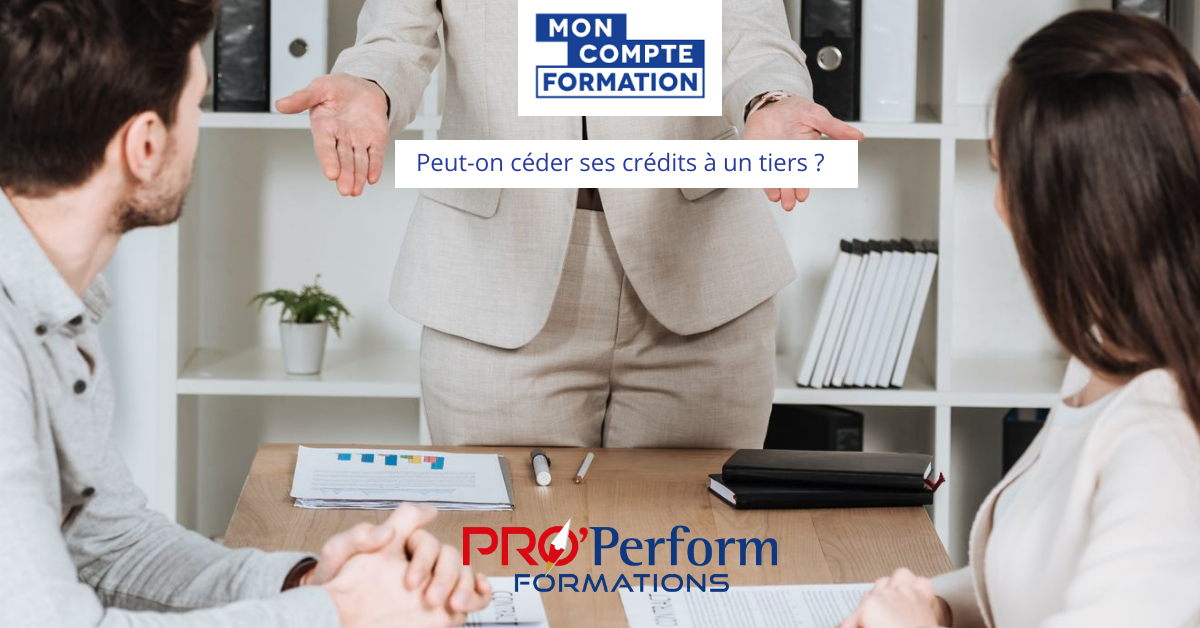 MON
COMPTE
FORMATION
Peut-on céder ses crédits à un tiers ?
PRO'Perform
FORMATIONS